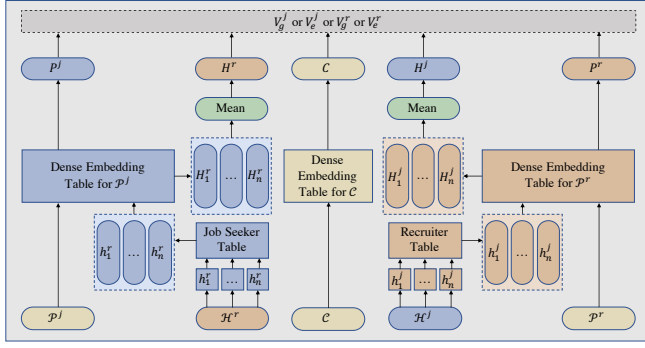 V_g^j or V_e^j or V_g^r or V_e^r
P^j H^r C H^j P^r
Mean Mean
Dense Embedding
Table for 𝒫^j
H_1^r … H_n^r
Dense
Embedding
Table for 𝒞
H_1^j … H_n^j
Dense Embedding
Table for 𝒫^r
h_1^r … h_n^r
Job Seeker
Table
Recruiter
Table
h_1^j … h_n^j
h_1^r … h_n^r
h_1^j … h_n^j
𝒫^j ℋ^r 𝒞 ℋ^j 𝒫^r